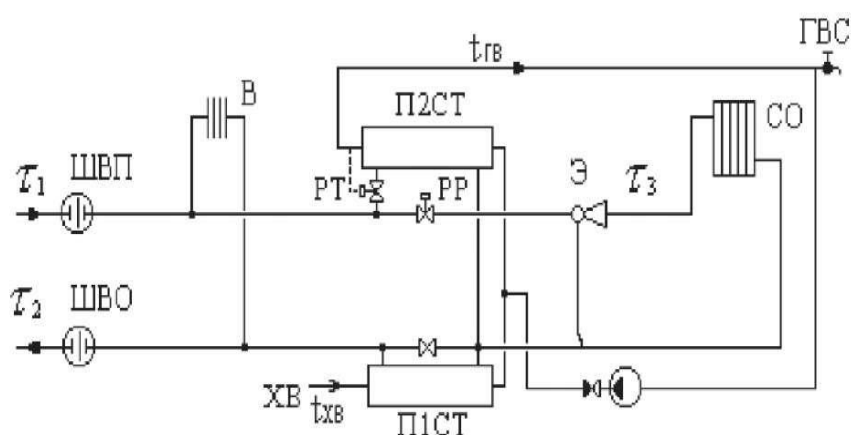 ГВС
tГВ
В
П2СТ
СО
τ1
ШВП
РТ
РР
Э
τ3
τ2
ШВО
ХВ
tХВ
П1СТ